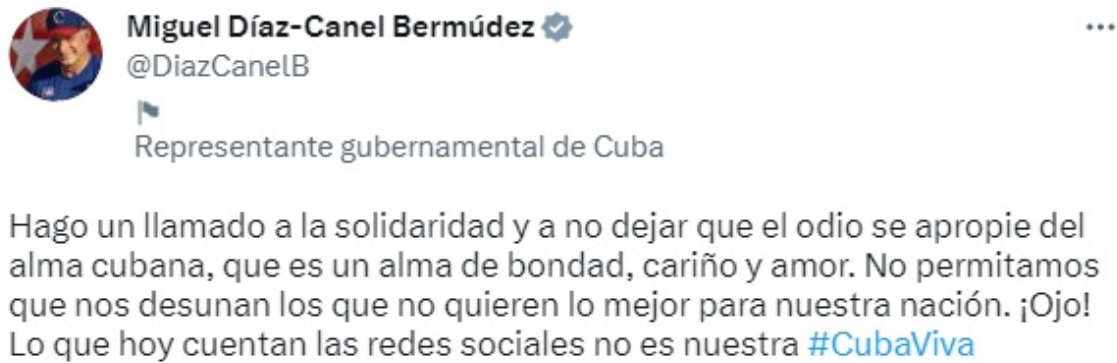 Miguel Díaz-Canel Bermúdez
@DiazCanelB
Representante gubernamental de Cuba
Hago un llamado a la solidaridad y a no dejar que el odio se apropie del
alma cubana, que es un alma de bondad, cariño y amor. No permitamos
que nos desunan los que no quieren lo mejor para nuestra nación. ¡Ojo!
Lo que hoy cuentan las redes sociales no es nuestra #CubaViva